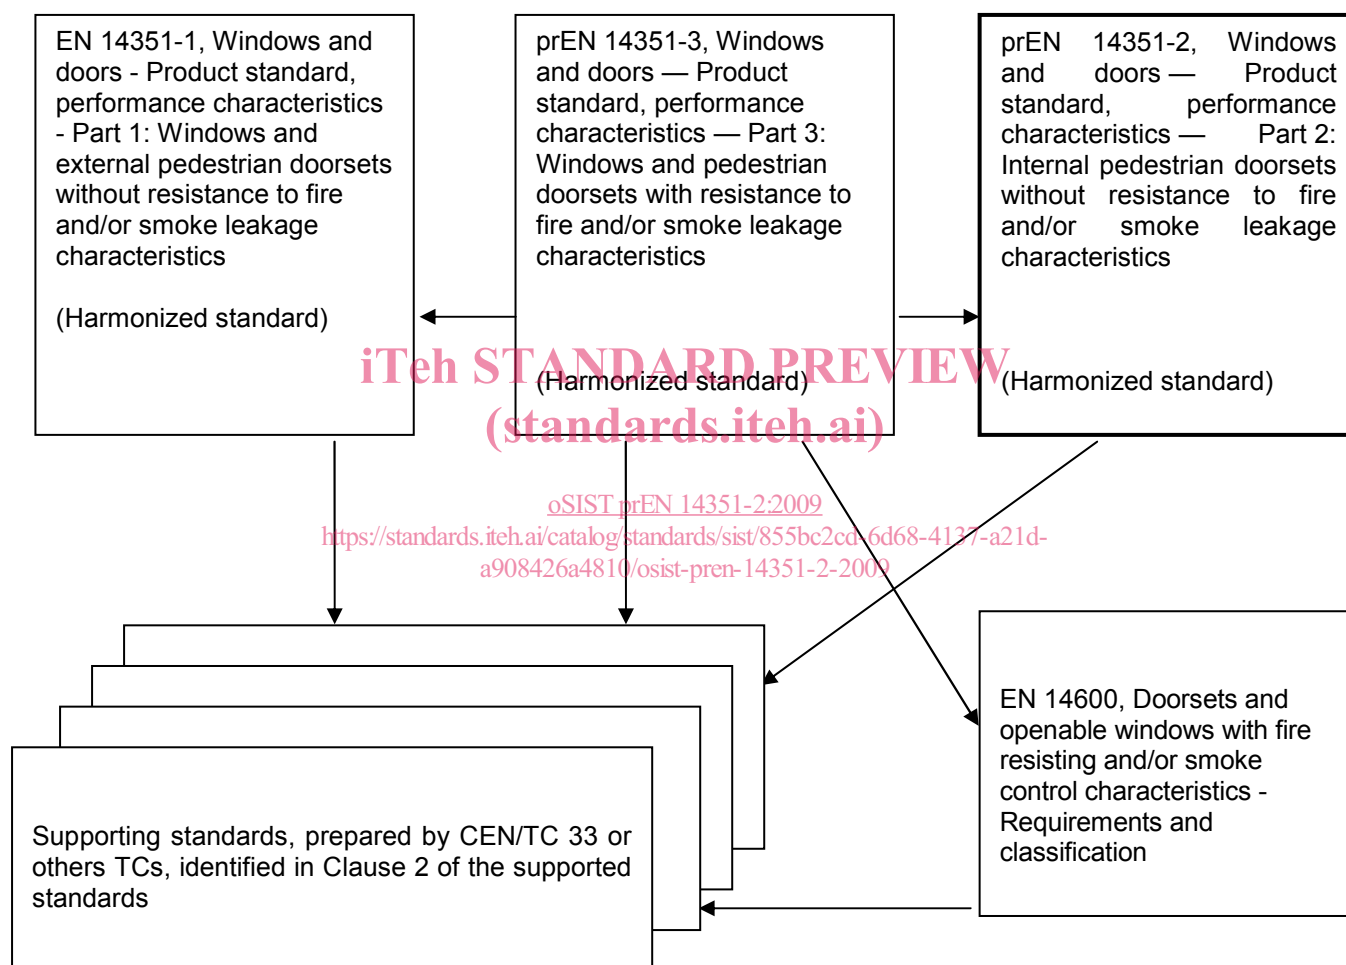 EN 14351-1, Windows and
doors - Product standard,
performance characteristics
- Part 1: Windows and
external pedestrian doorsets
without resistance to fire
and/or smoke leakage
characteristics
(Harmonized standard)
prEN 14351-3, Windows
and doors — Product
standard, performance
characteristics — Part 3:
Windows and pedestrian
doorsets with resistance to
fire and/or smoke leakage
characteristics
(Harmonized standard)
prEN 14351-2, Windows
and doors — Product
standard, performance
characteristics — Part 2:
Internal pedestrian doorsets
without resistance to fire
and/or smoke leakage
characteristics
(Harmonized standard)
iTeh STANDARD PREVIEW
(standards.iteh.ai)
oSIST prEN 14351-2:2009
https://standards.iteh.ai/catalog/standards/sist/855bc2cd-6d68-4137-a21d-
a908426a4810/osist-pren-14351-2-2009
EN 14600, Doorsets and
openable windows with fire
resisting and/or smoke
control characteristics -
Requirements and
classification
Supporting standards, prepared by CEN/TC 33 or
others TCs, identified in Clause 2 of the supported
standards